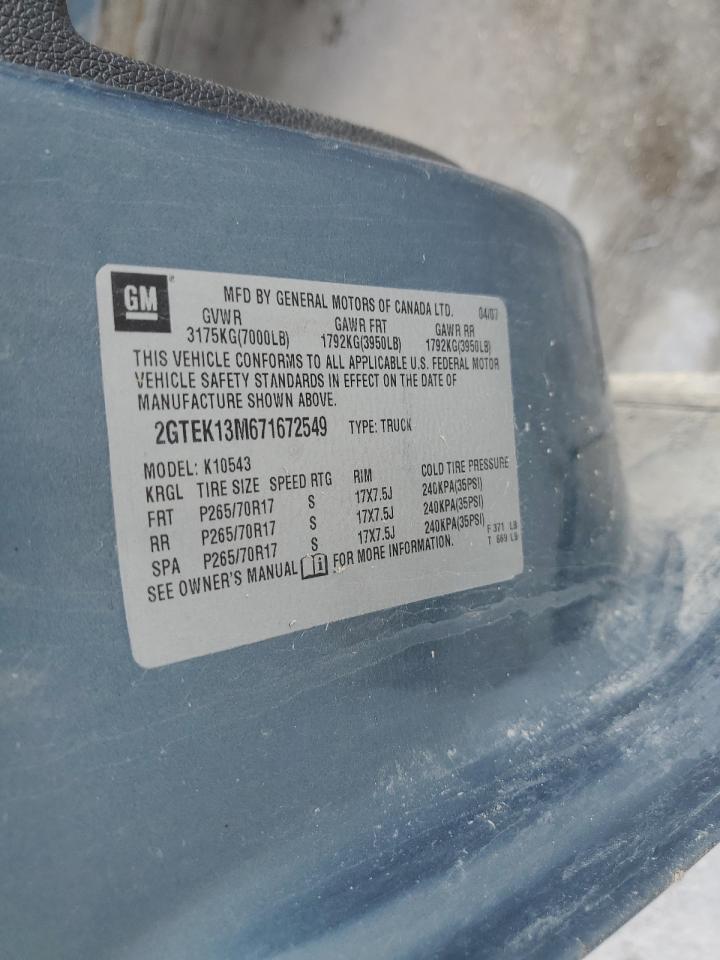 GM
MFD BY GENERAL MOTORS OF CANADA LTD. 04/07
GVWR GAWR FRT GAWR RR
3175KG(7000LB) 1792KG(3950LB) 1792KG(3950LB)
THIS VEHICLE CONFORMS TO ALL APPLICABLE U.S. FEDERAL MOTOR
VEHICLE SAFETY STANDARDS IN EFFECT ON THE DATE OF
MANUFACTURE SHOWN ABOVE.
2GTEK13M671672549 TYPE: TRUCK
MODEL: K10543
KRGL TIRE SIZE SPEED RTG RIM COLD TIRE PRESSURE
FRT P265/70R17 S 17X7.5J 240KPA(35PSI)
RR P265/70R17 S 17X7.5J 240KPA(35PSI)
SPA P265/70R17 S 17X7.5J 240KPA(35PSI)
F 371 LB
T 669 LB
SEE OWNER'S MANUAL FOR MORE INFORMATION.